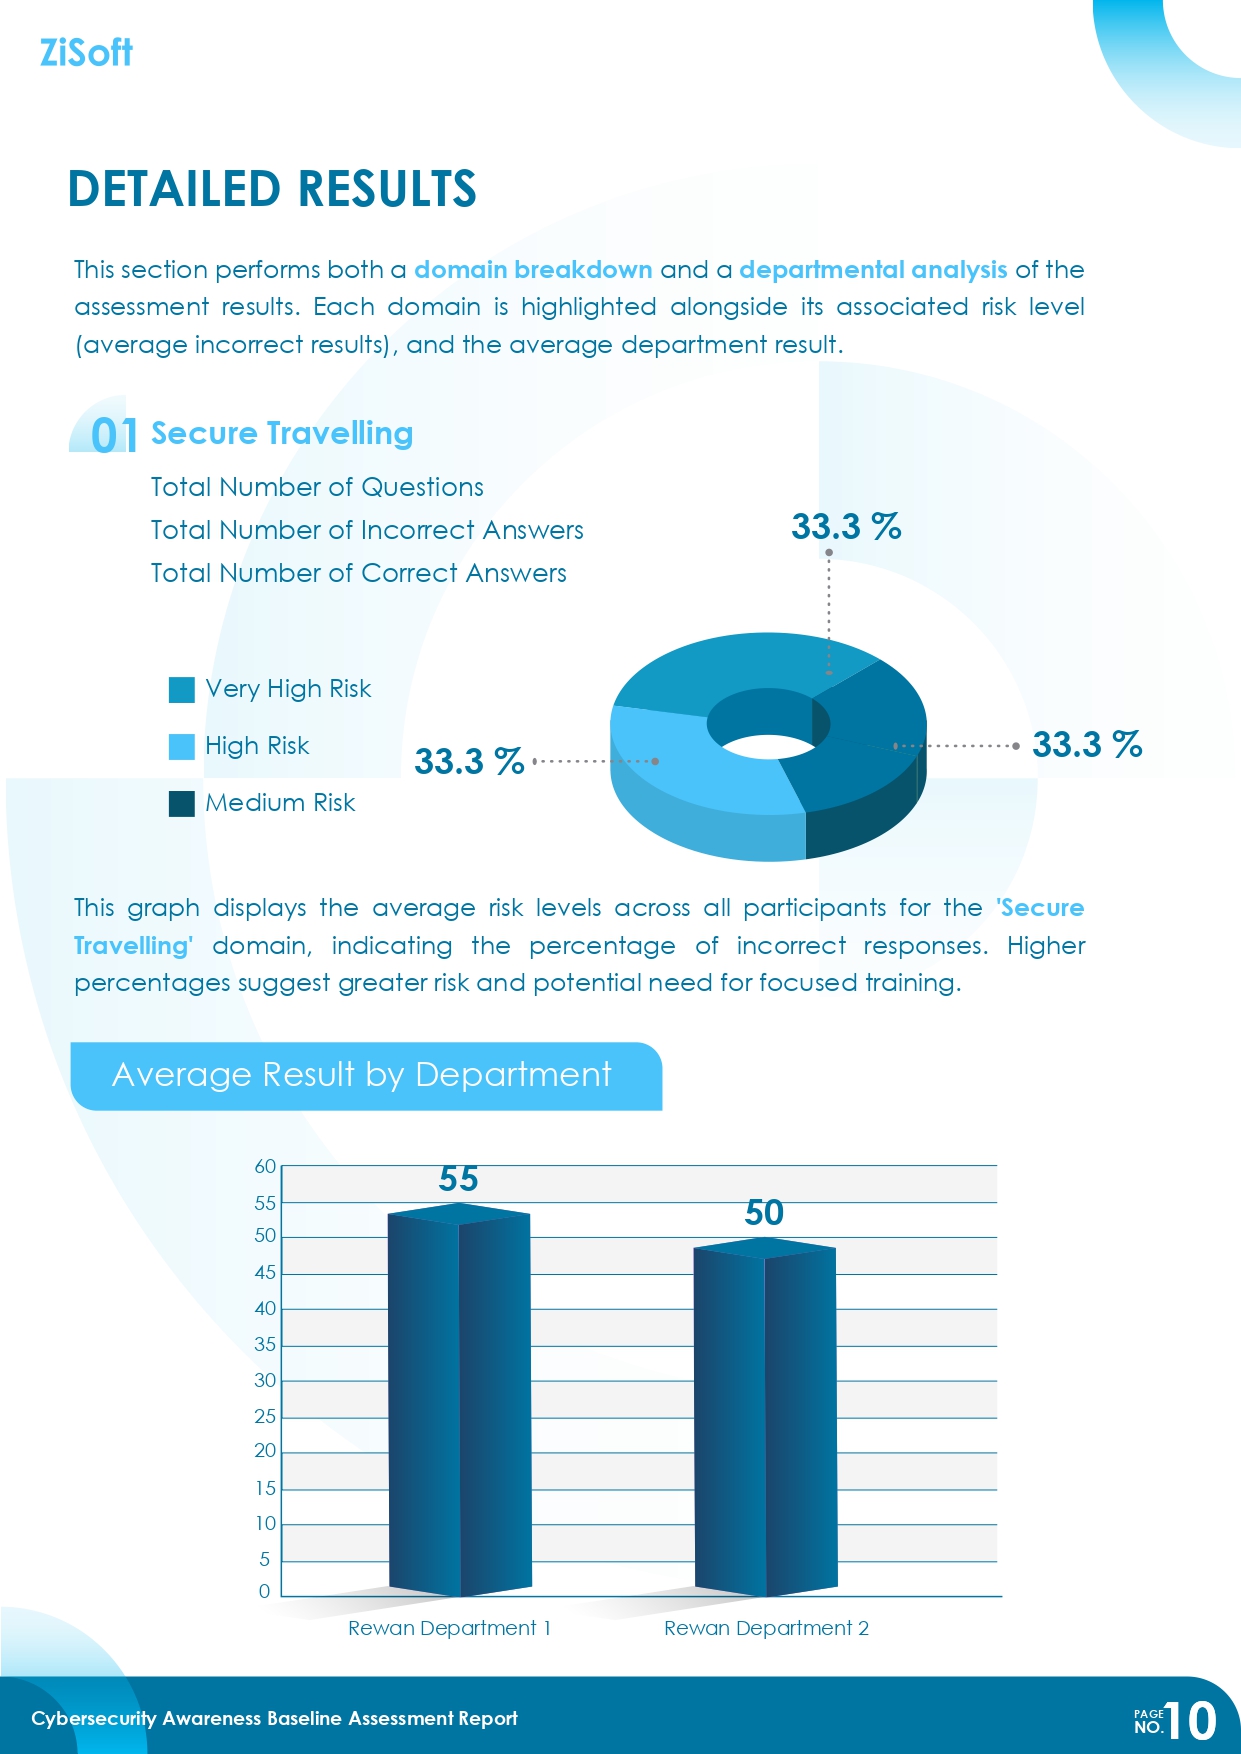 ZiSoft
DETAILED RESULTS
This section performs both a domain breakdown and a departmental analysis of the
assessment results. Each domain is highlighted alongside its associated risk level
(average incorrect results), and the average department result.
01 Secure Travelling
Total Number of Questions
Total Number of Incorrect Answers
Total Number of Correct Answers
33.3 %
Very High Risk
High Risk
Medium Risk
33.3 %
33.3 %
This graph displays the average risk levels across all participants for the 'Secure
Travelling' domain, indicating the percentage of incorrect responses. Higher
percentages suggest greater risk and potential need for focused training.
Average Result by Department
60
55
50
45
40
35
30
25
20
15
10
5
0
55
50
Rewan Department 1
Rewan Department 2
Cybersecurity Awareness Baseline Assessment Report
PAGE
NO. 10